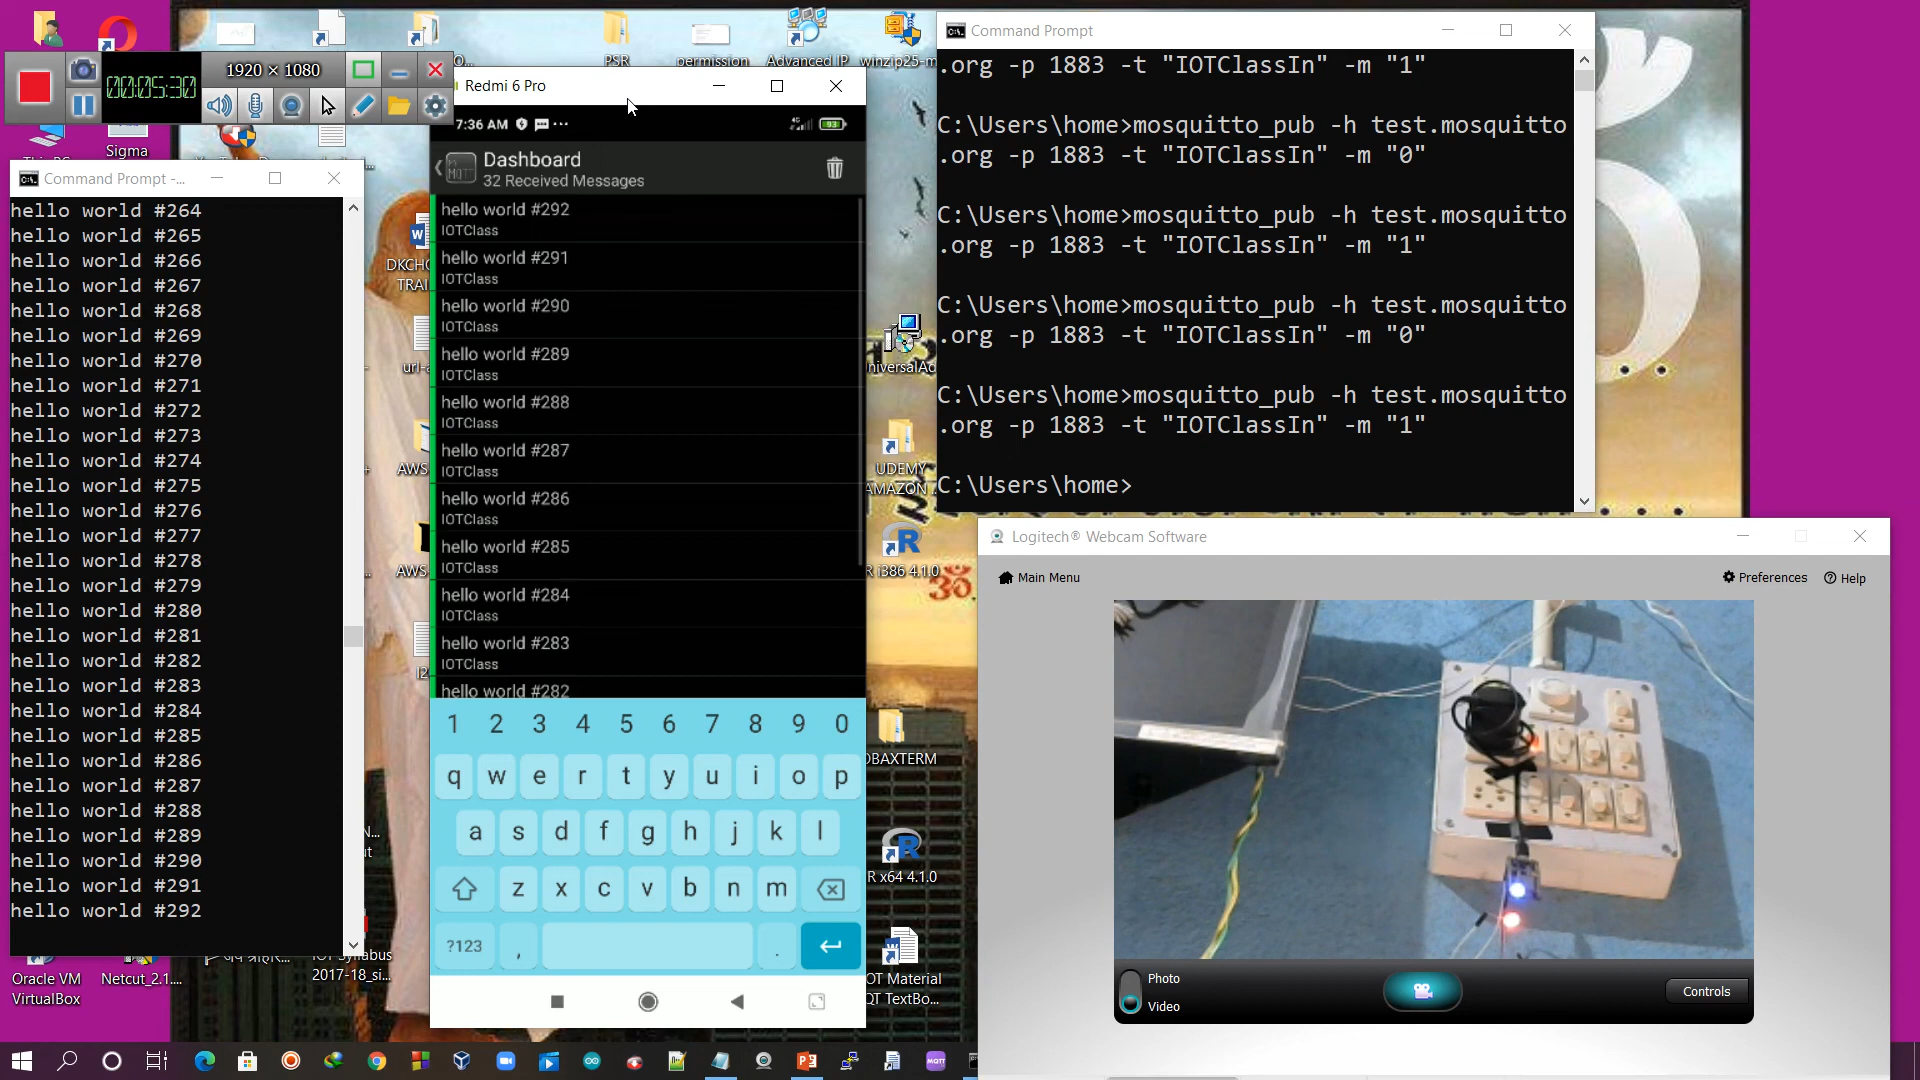 PSR
permission
Advanced_IP
winzip25-m
1920 × 1080
00:05:30
Sigma
Command Prompt -...
hello world #264
hello world #265
hello world #266
hello world #267
hello world #268
hello world #269
hello world #270
hello world #271
hello world #272
hello world #273
hello world #274
hello world #275
hello world #276
hello world #277
hello world #278
hello world #279
hello world #280
hello world #281
hello world #282
hello world #283
hello world #284
hello world #285
hello world #286
hello world #287
hello world #288
hello world #289
hello world #290
hello world #291
hello world #292
Oracle VM
VirtualBox
Netcut_2.1....
Syllabus
2017-18_si...
Redmi 6 Pro
7:36 AM
93
Dashboard
32 Received Messages
hello world #292
IOTClass
hello world #291
IOTClass
hello world #290
IOTClass
hello world #289
IOTClass
hello world #288
IOTClass
hello world #287
IOTClass
hello world #286
IOTClass
hello world #285
IOTClass
hello world #284
IOTClass
hello world #283
IOTClass
hello world #282
1 2 3 4 5 6 7 8 9 0
q w e r t y u i o p
a s d f g h j k l
z x c v b n m
?123 , .
UDEMY
AMAZON
R i386 4.1.0
OBAXTERM
R x64 4.1.0
OT Material
QT TextBo...
ॐ
Command Prompt
.org -p 1883 -t "IOTClassIn" -m "1"
C:\Users\home>mosquitto_pub -h test.mosquitto
.org -p 1883 -t "IOTClassIn" -m "0"
C:\Users\home>mosquitto_pub -h test.mosquitto
.org -p 1883 -t "IOTClassIn" -m "1"
C:\Users\home>mosquitto_pub -h test.mosquitto
.org -p 1883 -t "IOTClassIn" -m "0"
C:\Users\home>mosquitto_pub -h test.mosquitto
.org -p 1883 -t "IOTClassIn" -m "1"
C:\Users\home>
Logitech® Webcam Software
Main Menu
Preferences
Help
Photo
Video
Controls